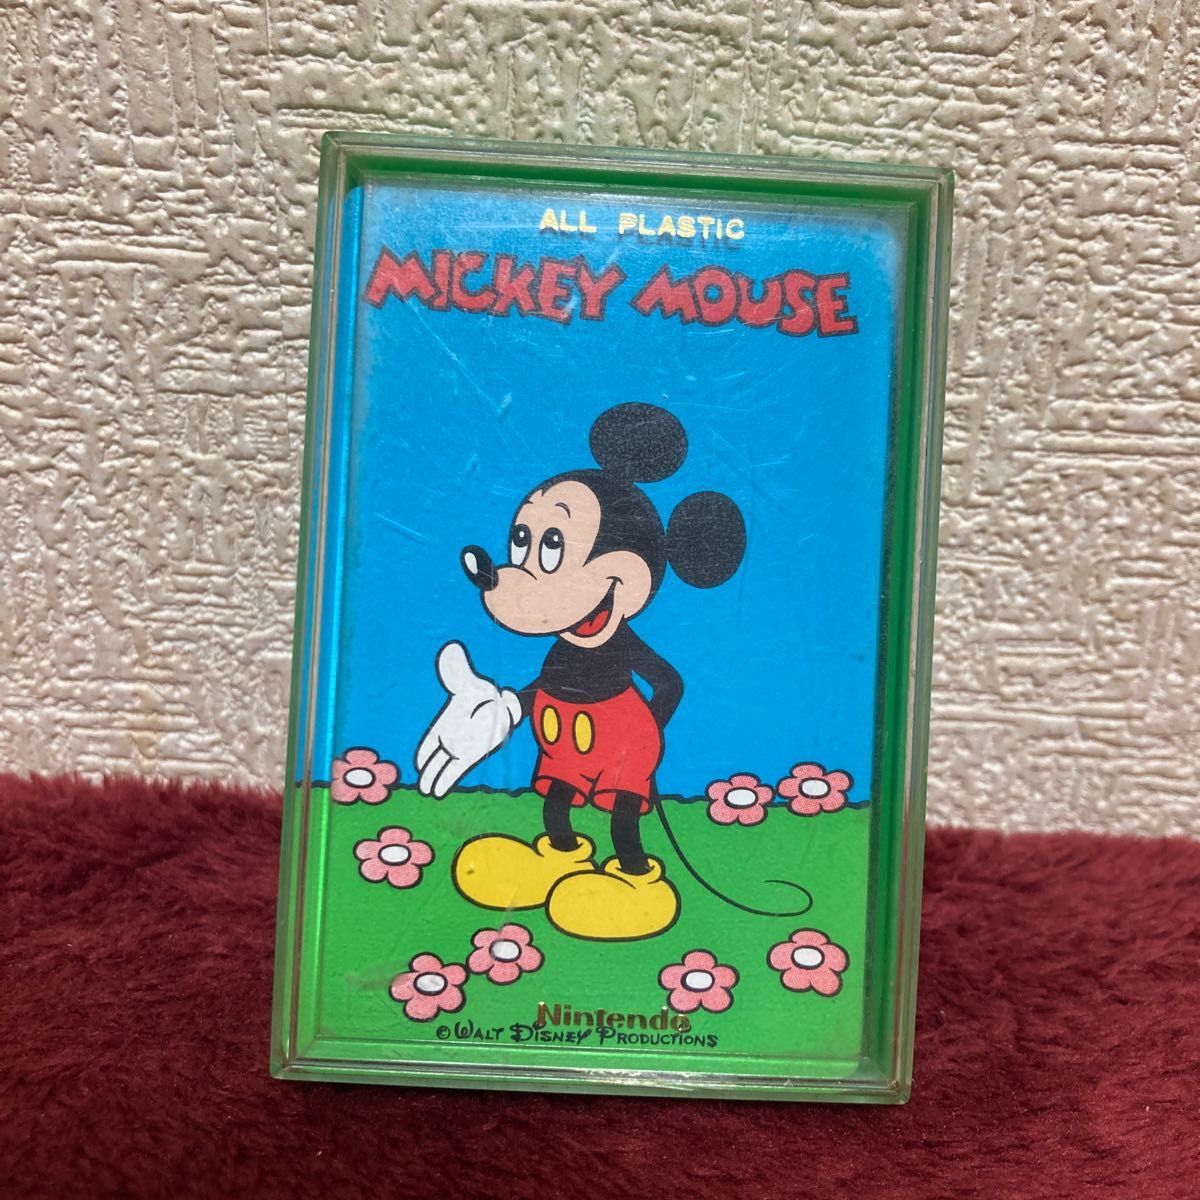 ALL PLASTIC
MICKEY MOUSE
Nintendo
© WALT DISNEY PRODUCTIONS